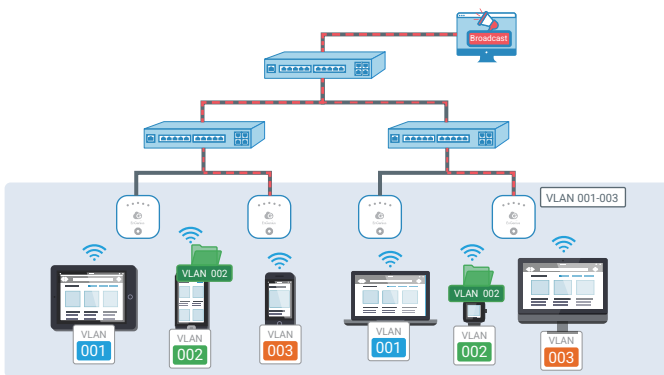 Broadcast
VLAN 001-003
VLAN 002
VLAN 002
VLAN
001
VLAN
002
VLAN
003
VLAN
001
VLAN
002
VLAN
003